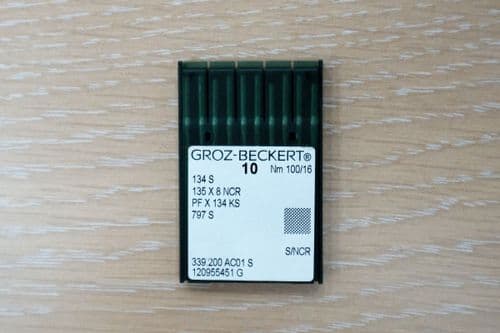 GROZ-BECKERT®
10 Nm 100/16
134 S
135 X 8 NCR
PF X 134 KS
797 S
S/NCR
339.200 AC01 S
120955451 G